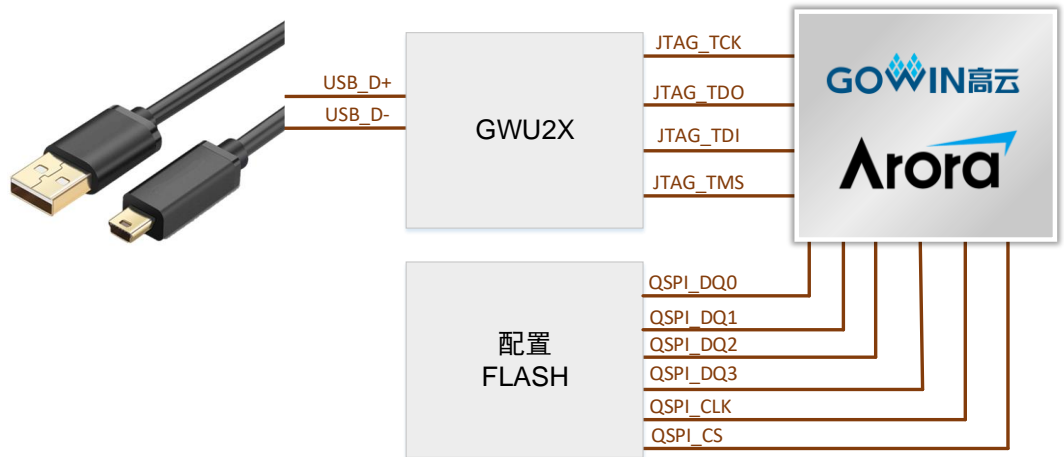 USB_D+
USB_D-
GWU2X
JTAG_TCK
JTAG_TDO
JTAG_TDI
JTAG_TMS
GOWIN高云
Arora
配置
FLASH
QSPI_DQ0
QSPI_DQ1
QSPI_DQ2
QSPI_DQ3
QSPI_CLK
QSPI_CS